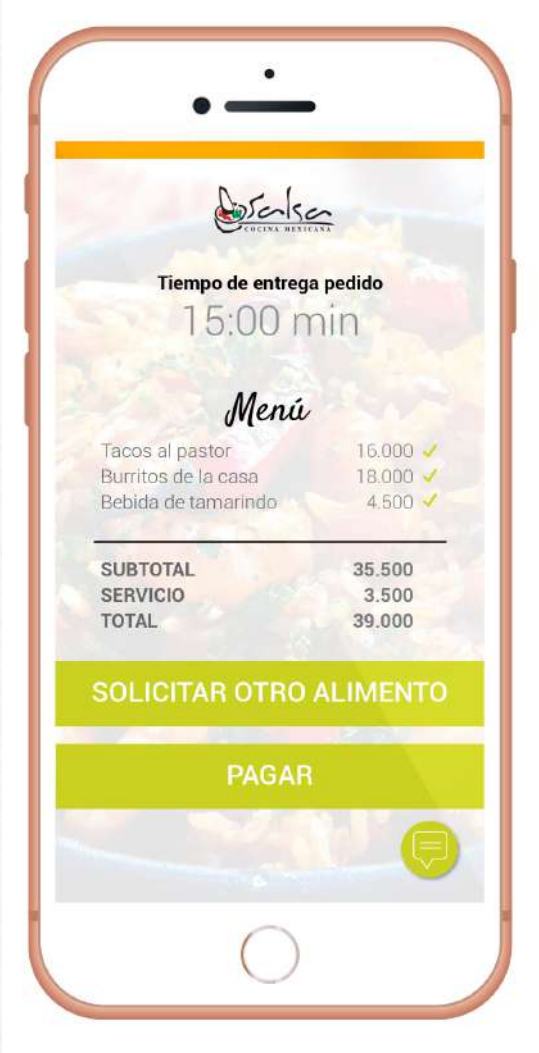 Salsa
COCINA MEXICANA
Tiempo de entrega pedido
15:00 min
Menú
Tacos al pastor 16.000
Burritos de la casa 18.000
Bebida de tamarindo 4.500
SUBTOTAL 35.500
SERVICIO 3.500
TOTAL 39.000
SOLICITAR OTRO ALIMENTO
PAGAR